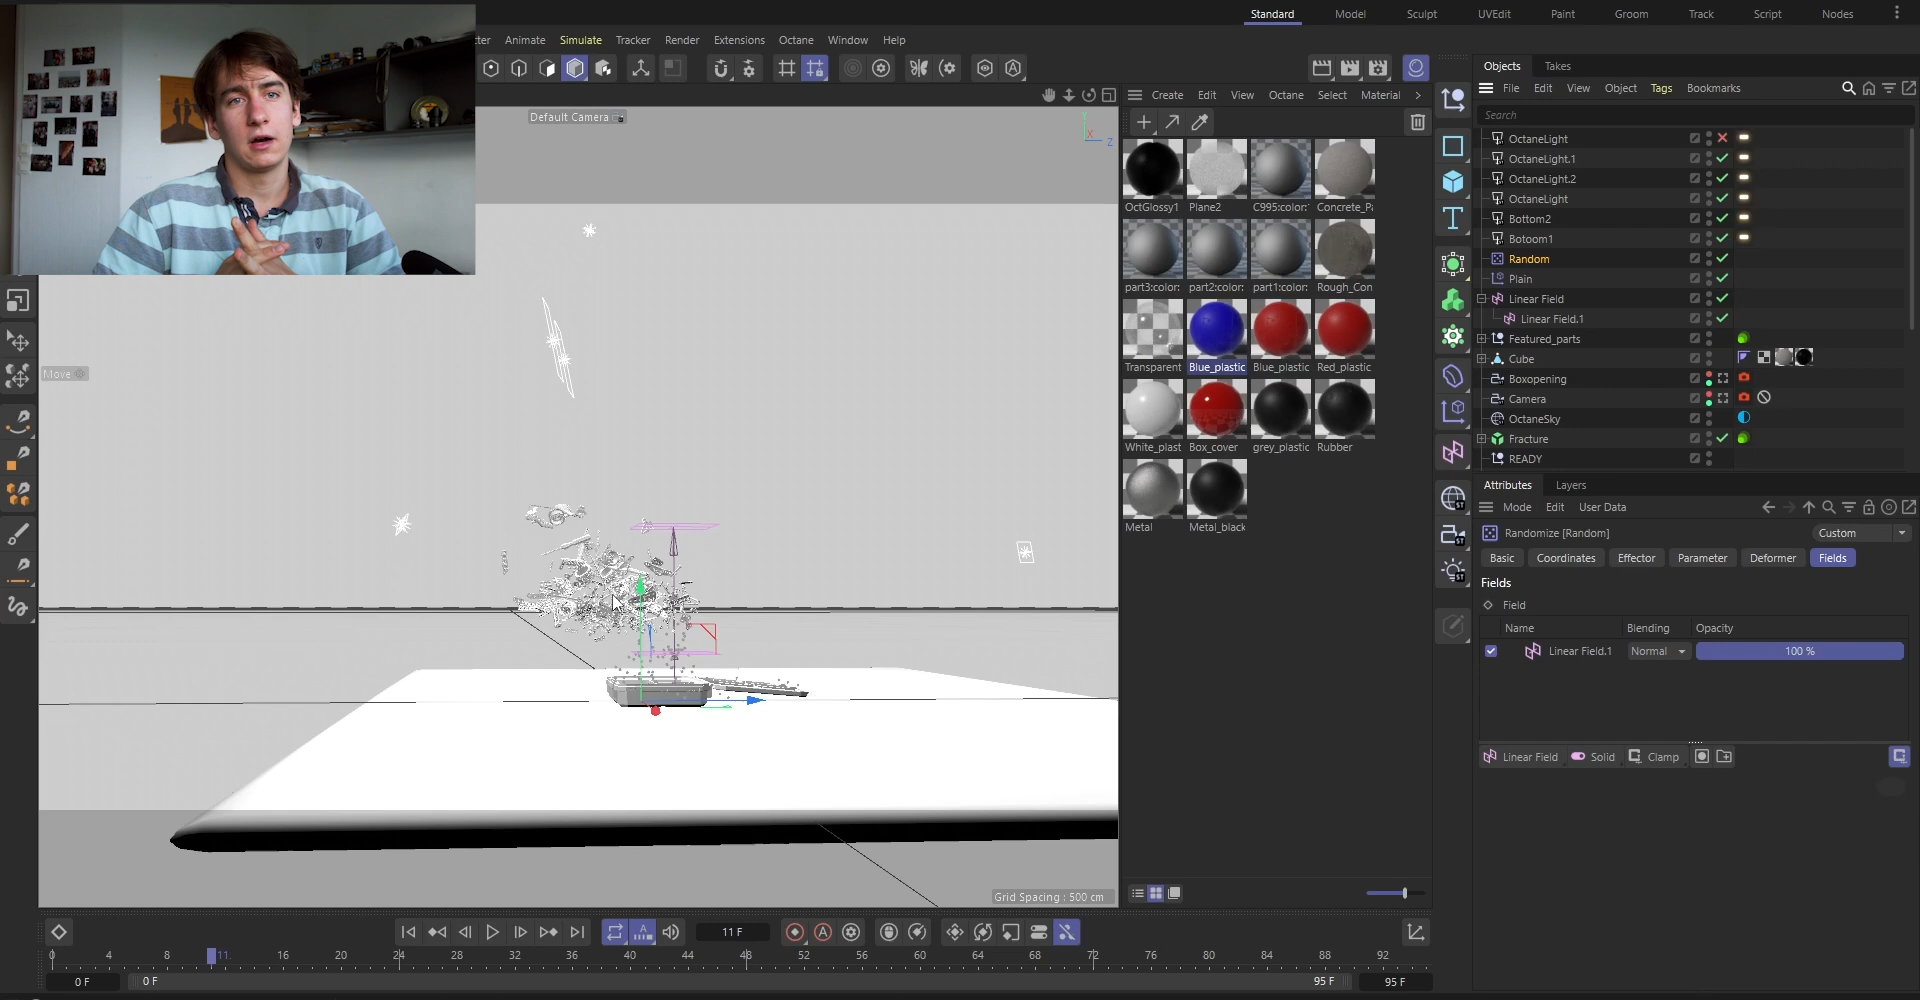 Standard Model Sculpt UVEdit Paint Groom Track Script Nodes
ter Animate Simulate Tracker Render Extensions Octane Window Help
Objects Takes
File Edit View Object Tags Bookmarks
Create Edit View Octane Select Material >
Search
Default Camera
Y
X
Z
Move
Grid Spacing : 500 cm
OctGlossy1 Plane2 C995:color: Concrete_Pa
part3:color: part2:color: part1:color: Rough_Con
Transparent Blue_plastic Blue_plastic Red_plastic
White_plast Box_cover grey_plastic Rubber
Metal Metal_black
OctaneLight
OctaneLight.1
OctaneLight.2
OctaneLight
Bottom2
Botoom1
Random
Plain
Linear Field
Linear Field.1
Featured_parts
Cube
Boxopening
Camera
OctaneSky
Fracture
READY
Attributes Layers
Mode Edit User Data
Randomize [Random] Custom
Basic Coordinates Effector Parameter Deformer Fields
Fields
Field
Name Blending Opacity
Linear Field.1 Normal 100 %
Linear Field Solid Clamp
11 F
0 4 8 11 16 20 24 28 32 36 40 44 48 52 56 60 64 68 72 76 80 84 88 92
0 F 0 F 95 F 95 F